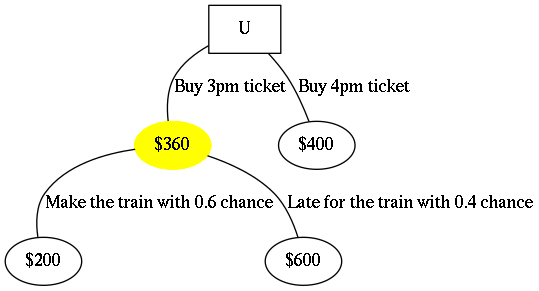 U
Buy 3pm ticket
Buy 4pm ticket
$360
$400
Make the train with 0.6 chance
Late for the train with 0.4 chance
$200
$600